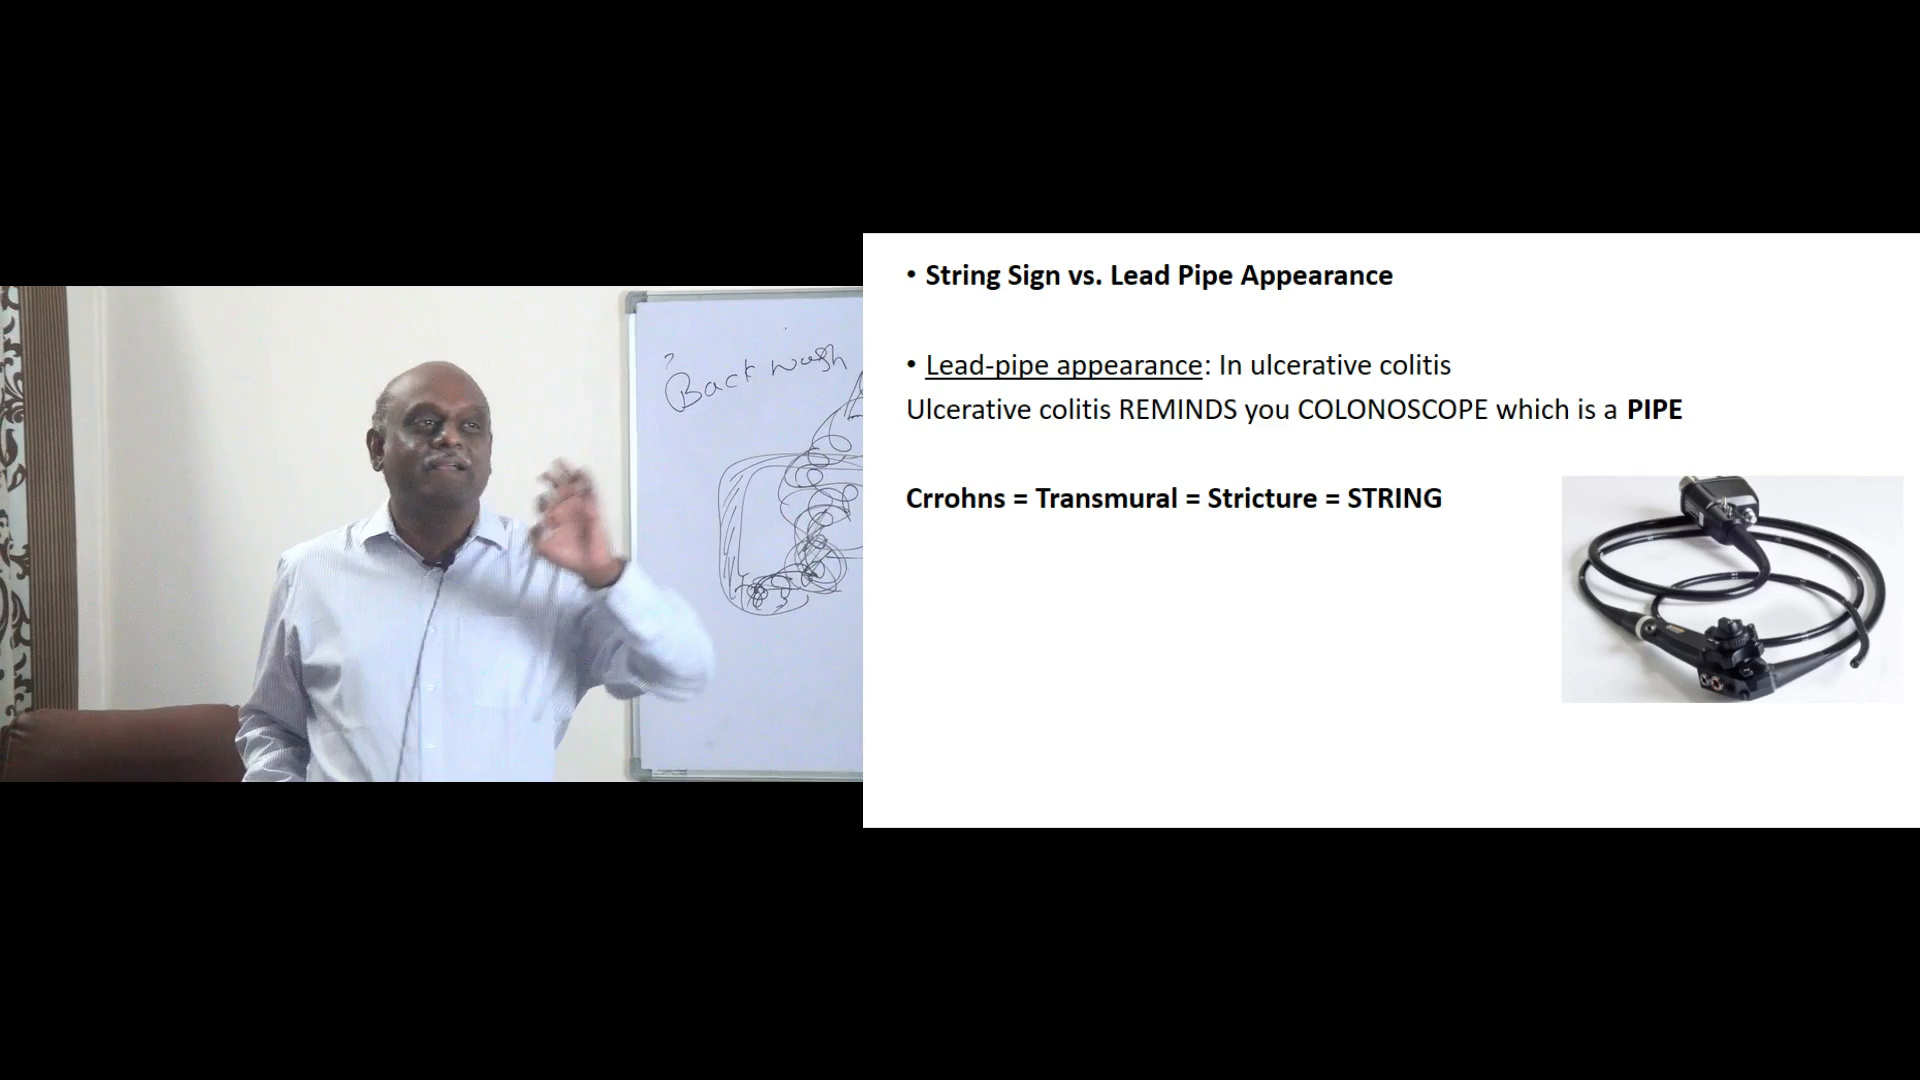 Back wash
• String Sign vs. Lead Pipe Appearance
• Lead-pipe appearance: In ulcerative colitis
Ulcerative colitis REMINDS you COLONOSCOPE which is a PIPE
Crrohns = Transmural = Stricture = STRING